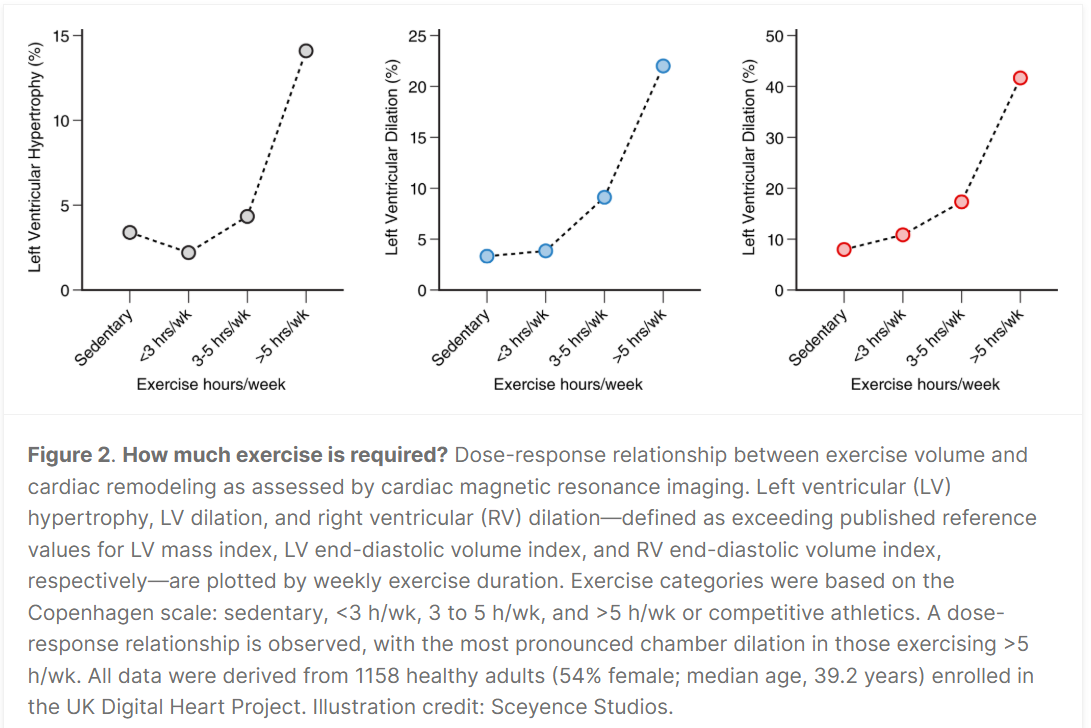 15
10
5
0
Left Ventricular Hypertrophy (%)
Sedentary
<3 hrs/wk
3-5 hrs/wk
>5 hrs/wk
Exercise hours/week
25
20
15
10
5
0
Left Ventricular Dilation (%)
Sedentary
<3 hrs/wk
3-5 hrs/wk
>5 hrs/wk
Exercise hours/week
50
40
30
20
10
0
Left Ventricular Dilation (%)
Sedentary
<3 hrs/wk
3-5 hrs/wk
>5 hrs/wk
Exercise hours/week
Figure 2. How much exercise is required? Dose-response relationship between exercise volume and
cardiac remodeling as assessed by cardiac magnetic resonance imaging. Left ventricular (LV)
hypertrophy, LV dilation, and right ventricular (RV) dilation—defined as exceeding published reference
values for LV mass index, LV end-diastolic volume index, and RV end-diastolic volume index,
respectively—are plotted by weekly exercise duration. Exercise categories were based on the
Copenhagen scale: sedentary, <3 h/wk, 3 to 5 h/wk, and >5 h/wk or competitive athletics. A dose-
response relationship is observed, with the most pronounced chamber dilation in those exercising >5
h/wk. All data were derived from 1158 healthy adults (54% female; median age, 39.2 years) enrolled in
the UK Digital Heart Project. Illustration credit: Sceyence Studios.